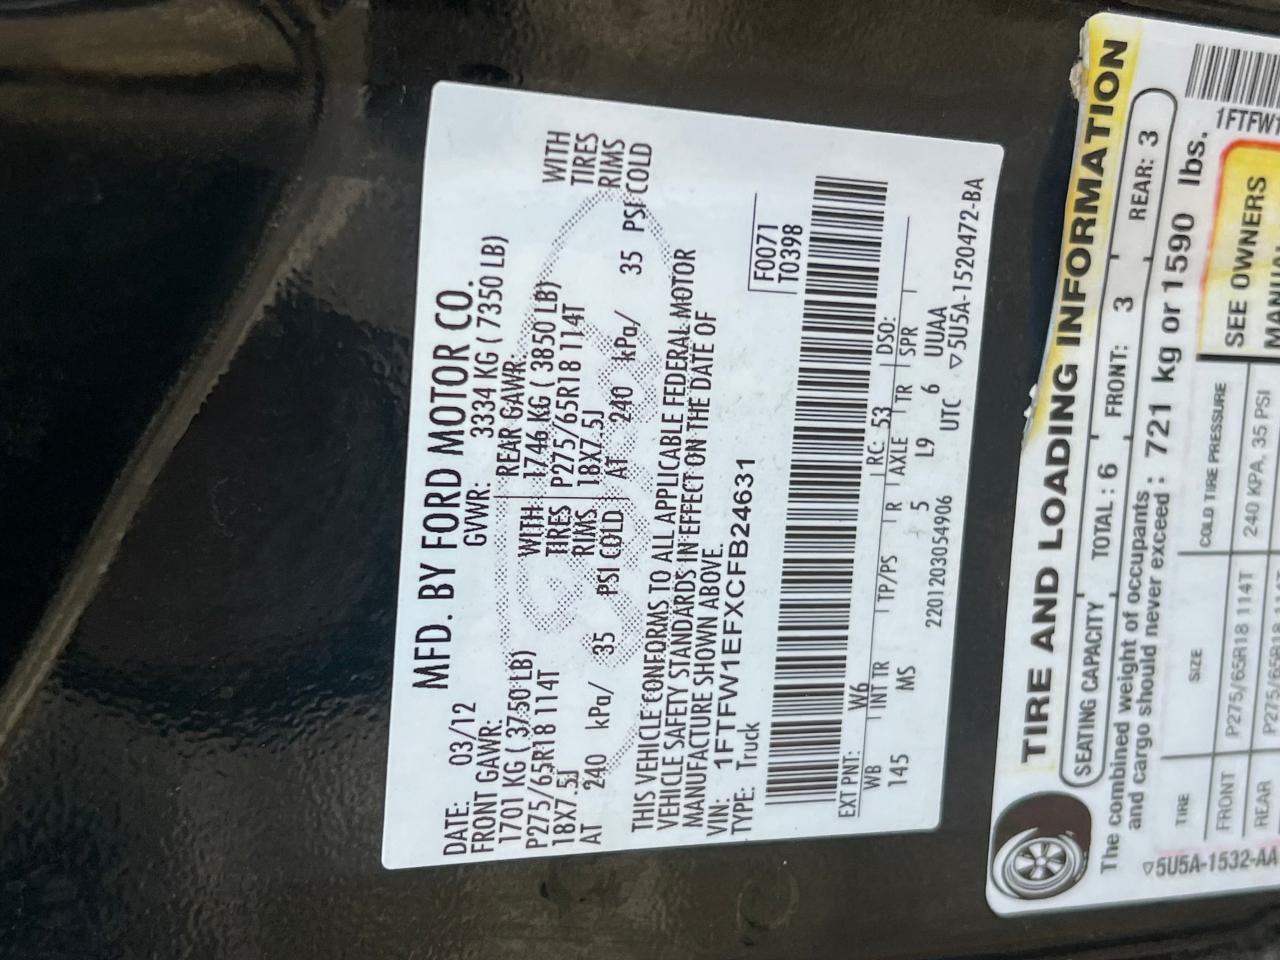 MFD. BY FORD MOTOR CO.
DATE: 03/12 GVWR: 3334 KG ( 7350 LB)
FRONT GAWR: REAR GAWR:
1701 KG ( 3750 LB) WITH 1746 KG ( 3850 LB) WITH
P275/65R18 114T TIRES P275/65R18 114T TIRES
18X7.5J RIMS 18X7.5J RIMS
AT 240 kPa/ 35 PSI COLD AT 240 kPa/ 35 PSI COLD
THIS VEHICLE CONFORMS TO ALL APPLICABLE FEDERAL MOTOR
VEHICLE SAFETY STANDARDS IN EFFECT ON THE DATE OF
MANUFACTURE SHOWN ABOVE.
VIN: 1FTFW1EFXCFB24631
TYPE: Truck
F0071
T0398
EXT PNT: W6 RC: 53 DSO:
WB INT TR TP/PS R AXLE TR SPR
145 MS 5 L9 6 UUAA
2201203054906 UTC ▽5U5A-1520472-BA
TIRE AND LOADING INFORMATION
SEATING CAPACITY TOTAL : 6 FRONT: 3 REAR: 3
The combined weight of occupants
and cargo should never exceed : 721 kg or 1590 lbs.
TIRE SIZE COLD TIRE PRESSURE
FRONT P275/65R18 114T 240 KPA, 35 PSI
REAR
SEE OWNERS
MANUAL
1FTFW1
▽5U5A-1532-AA